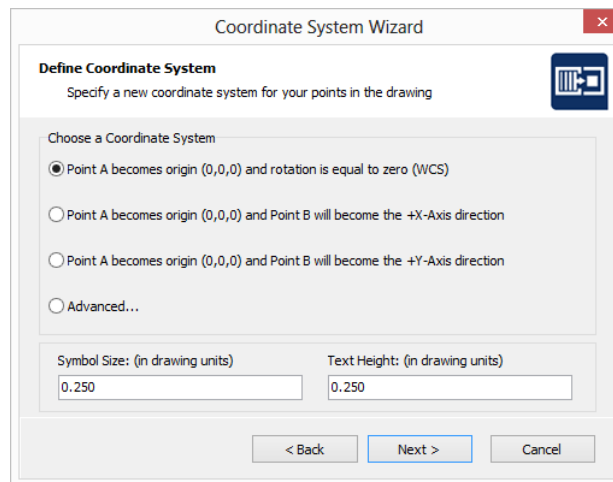 Coordinate System Wizard
Define Coordinate System
Specify a new coordinate system for your points in the drawing
Choose a Coordinate System
Point A becomes origin (0,0,0) and rotation is equal to zero (WCS)
Point A becomes origin (0,0,0) and Point B will become the +X-Axis direction
Point A becomes origin (0,0,0) and Point B will become the +Y-Axis direction
Advanced...
Symbol Size: (in drawing units) Text Height: (in drawing units)
0.250 0.250
< Back Next > Cancel